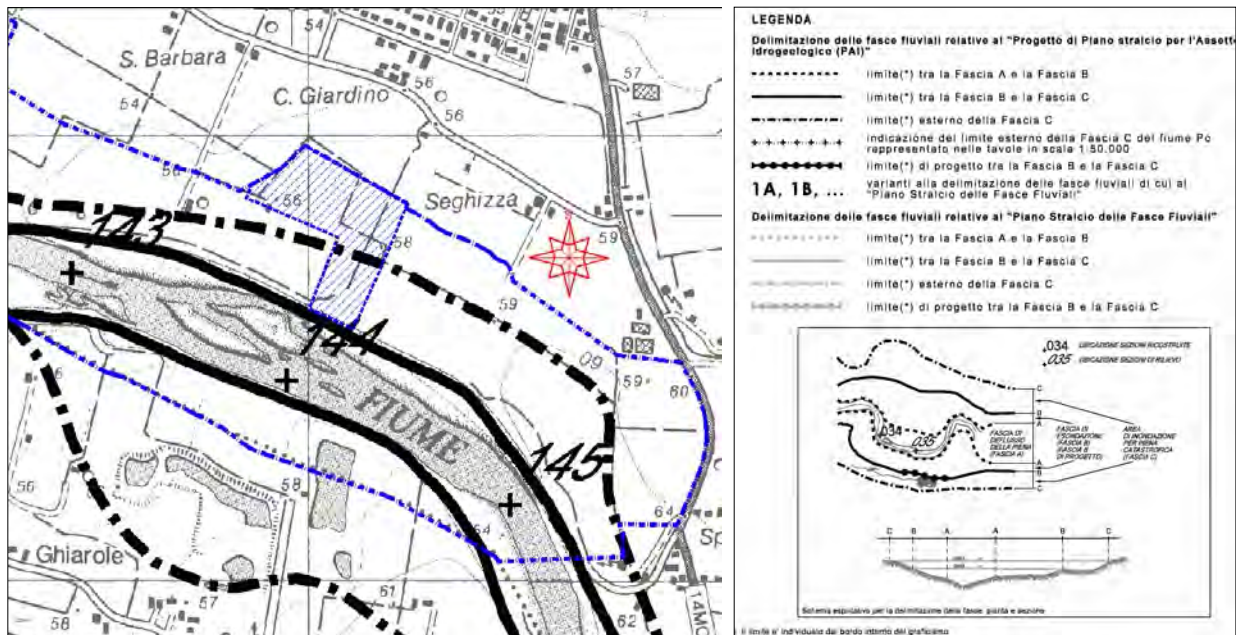 54
57
S. Barbara
56
54
C. Giardino
56
56
56
Seghizza
59
143
58
59
144
09
59
60
FIUME
145
58
64
64
56
Ghiarole
57
61
58
62
14MO
LEGENDA
Delimitazione delle fasce fluviali relative al "Progetto di Piano stralcio per l'Assetto
Idrogeologico (PAI)"
limite(*) tra la Fascia A e la Fascia B
limite(*) tra la Fascia B e la Fascia C
limite(*) esterno della Fascia C
indicazione del limite esterno della Fascia C del fiume Po
rappresentato nelle tavole in scala 1:50.000
limite(*) di progetto tra la Fascia B e la Fascia C
1A, 1B, ... varianti alla delimitazione delle fasce fluviali di cui al
"Piano Stralcio delle Fasce Fluviali"
Delimitazione delle fasce fluviali relative al "Piano Stralcio delle Fasce Fluviali"
limite(*) tra la Fascia A e la Fascia B
limite(*) tra la Fascia B e la Fascia C
limite(*) esterno della Fascia C
limite(*) di progetto tra la Fascia B e la Fascia C
034 UBICAZIONE SEZIONI RICOSTRUITE
035 UBICAZIONE SEZIONI DI RILIEVO
C
B
A
034
035
FASCIA DI
DEFLUSSO
DELLA PIENA
(FASCIA A)
FASCIA DI
ESONDAZIONE
(FASCIA B)
(FASCIA B
DI PROGETTO)
AREA
DI INONDAZIONE
PER PIENA
CATASTROFICA
(FASCIA C)
A
B
C
C B A A B C
Schema esplicativo per la delimitazione delle fasce: pianta e sezione
Il limite e' individuato dal bordo interno del graficismo